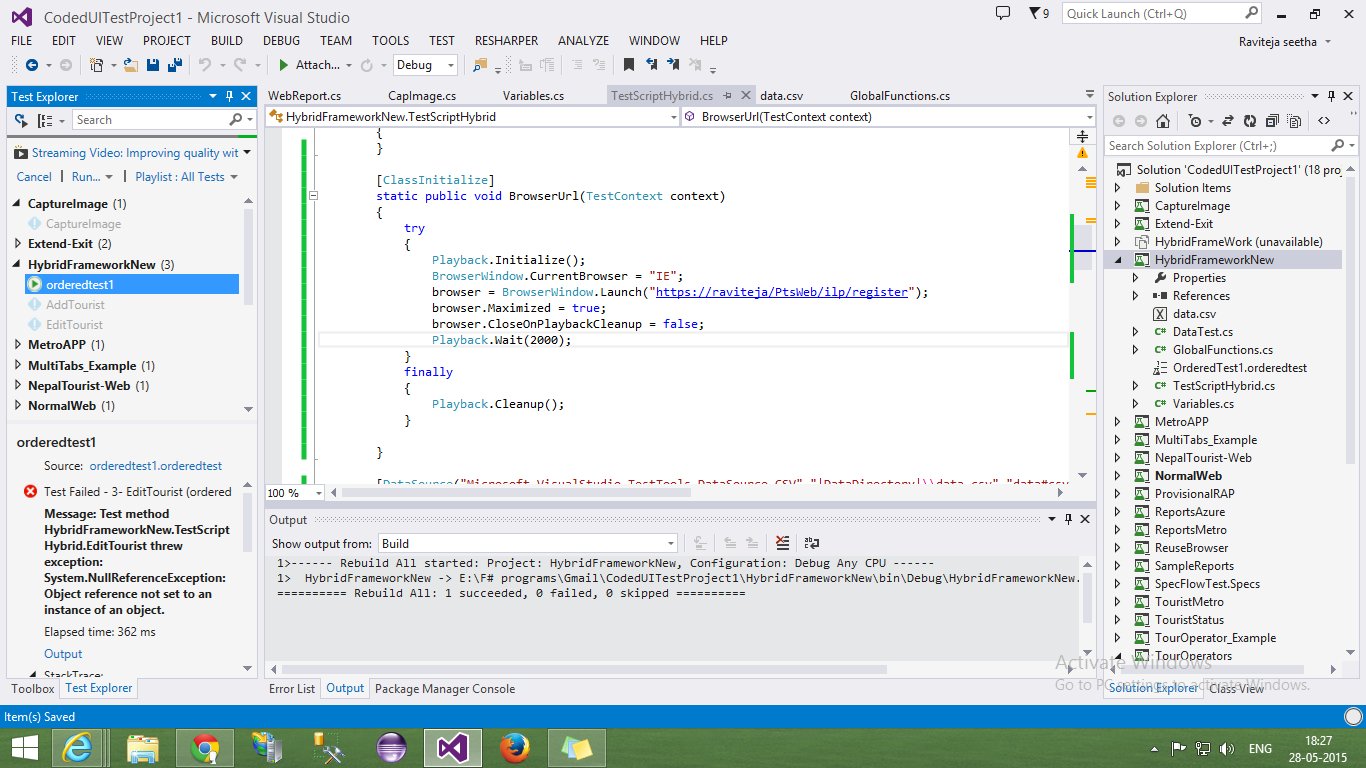 CodedUITestProject1 - Microsoft Visual Studio
9
Quick Launch (Ctrl+Q)
FILE EDIT VIEW PROJECT BUILD DEBUG TEAM TOOLS TEST RESHARPER ANALYZE WINDOW HELP
Raviteja seetha
Attach...
Debug
Test Explorer
Search
Streaming Video: Improving quality wit
Cancel | Run... | Playlist : All Tests
CaptureImage (1)
CaptureImage
Extend-Exit (2)
HybridFrameworkNew (3)
orderedtest1
AddTourist
EditTourist
MetroAPP (1)
MultiTabs_Example (1)
NepalTourist-Web (1)
NormalWeb (1)
orderedtest1
Source: orderedtest1.orderedtest
Test Failed - 3- EditTourist (ordered
Message: Test method
HybridFrameworkNew.TestScript
Hybrid.EditTourist threw
exception:
System.NullReferenceException:
Object reference not set to an
instance of an object.
Elapsed time: 362 ms
Output
StackTrace:
Toolbox Test Explorer
WebReport.cs CapImage.cs Variables.cs TestScriptHybrid.cs data.csv GlobalFunctions.cs
HybridFrameworkNew.TestScriptHybrid
BrowserUrl(TestContext context)
{
}
[ClassInitialize]
static public void BrowserUrl(TestContext context)
{
try
{
Playback.Initialize();
BrowserWindow.CurrentBrowser = "IE";
browser = BrowserWindow.Launch("https://raviteja/PtsWeb/ilp/register");
browser.Maximized = true;
browser.CloseOnPlaybackCleanup = false;
Playback.Wait(2000);
}
finally
{
Playback.Cleanup();
}
}
[DataSource("Microsoft.VisualStudio.TestTools.DataSource.CSV","|DataDirectory|\\data.csv","data#csv
100 %
Output
Show output from: Build
1>------ Rebuild All started: Project: HybridFrameworkNew, Configuration: Debug Any CPU ------
1> HybridFrameworkNew -> E:\F# programs\Gmail\CodedUITestProject1\HybridFrameworkNew\bin\Debug\HybridFrameworkNew.
========== Rebuild All: 1 succeeded, 0 failed, 0 skipped ==========
Error List Output Package Manager Console
Solution Explorer
Search Solution Explorer (Ctrl+;)
Solution 'CodedUITestProject1' (18 proj
Solution Items
CaptureImage
Extend-Exit
HybridFrameWork (unavailable)
HybridFrameworkNew
Properties
References
data.csv
DataTest.cs
GlobalFunctions.cs
OrderedTest1.orderedtest
TestScriptHybrid.cs
Variables.cs
MetroAPP
MultiTabs_Example
NepalTourist-Web
NormalWeb
ProvisionalRAP
ReportsAzure
ReportsMetro
ReuseBrowser
SampleReports
SpecFlowTest.Specs
TouristMetro
TouristStatus
TourOperator_Example
TourOperators
Solution Explorer Class View
Activate Windows
Go to PC settings to activate Windows.
Item(s) Saved
ENG
18:27
28-05-2015